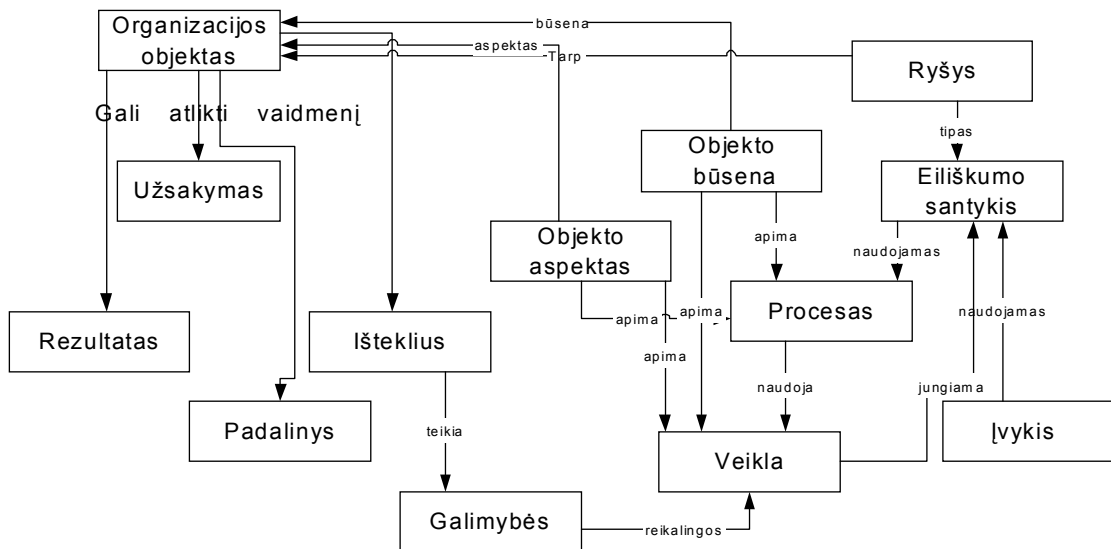 Organizacijos
objektas
būsena
aspektas
Tarp
Ryšys
Gali atlikti vaidmenį
tipas
Užsakymas
Objekto
būsena
Eiliškumo
santykis
Objekto
aspektas
apima
naudojamas
Procesas
Rezultatas
Išteklius
apima
apima
naudojamas
apima
naudoja
jungiama
Padalinys
teikia
Veikla
Įvykis
Galimybės
reikalingos